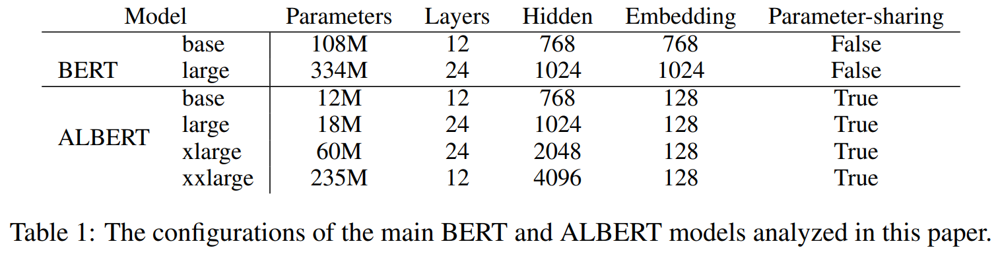 Model Parameters Layers Hidden Embedding Parameter-sharing
base 108M 12 768 768 False
BERT large 334M 24 1024 1024 False
base 12M 12 768 128 True
large 18M 24 1024 128 True
ALBERT
xlarge 60M 24 2048 128 True
xxlarge 235M 12 4096 128 True
Table 1: The configurations of the main BERT and ALBERT models analyzed in this paper.